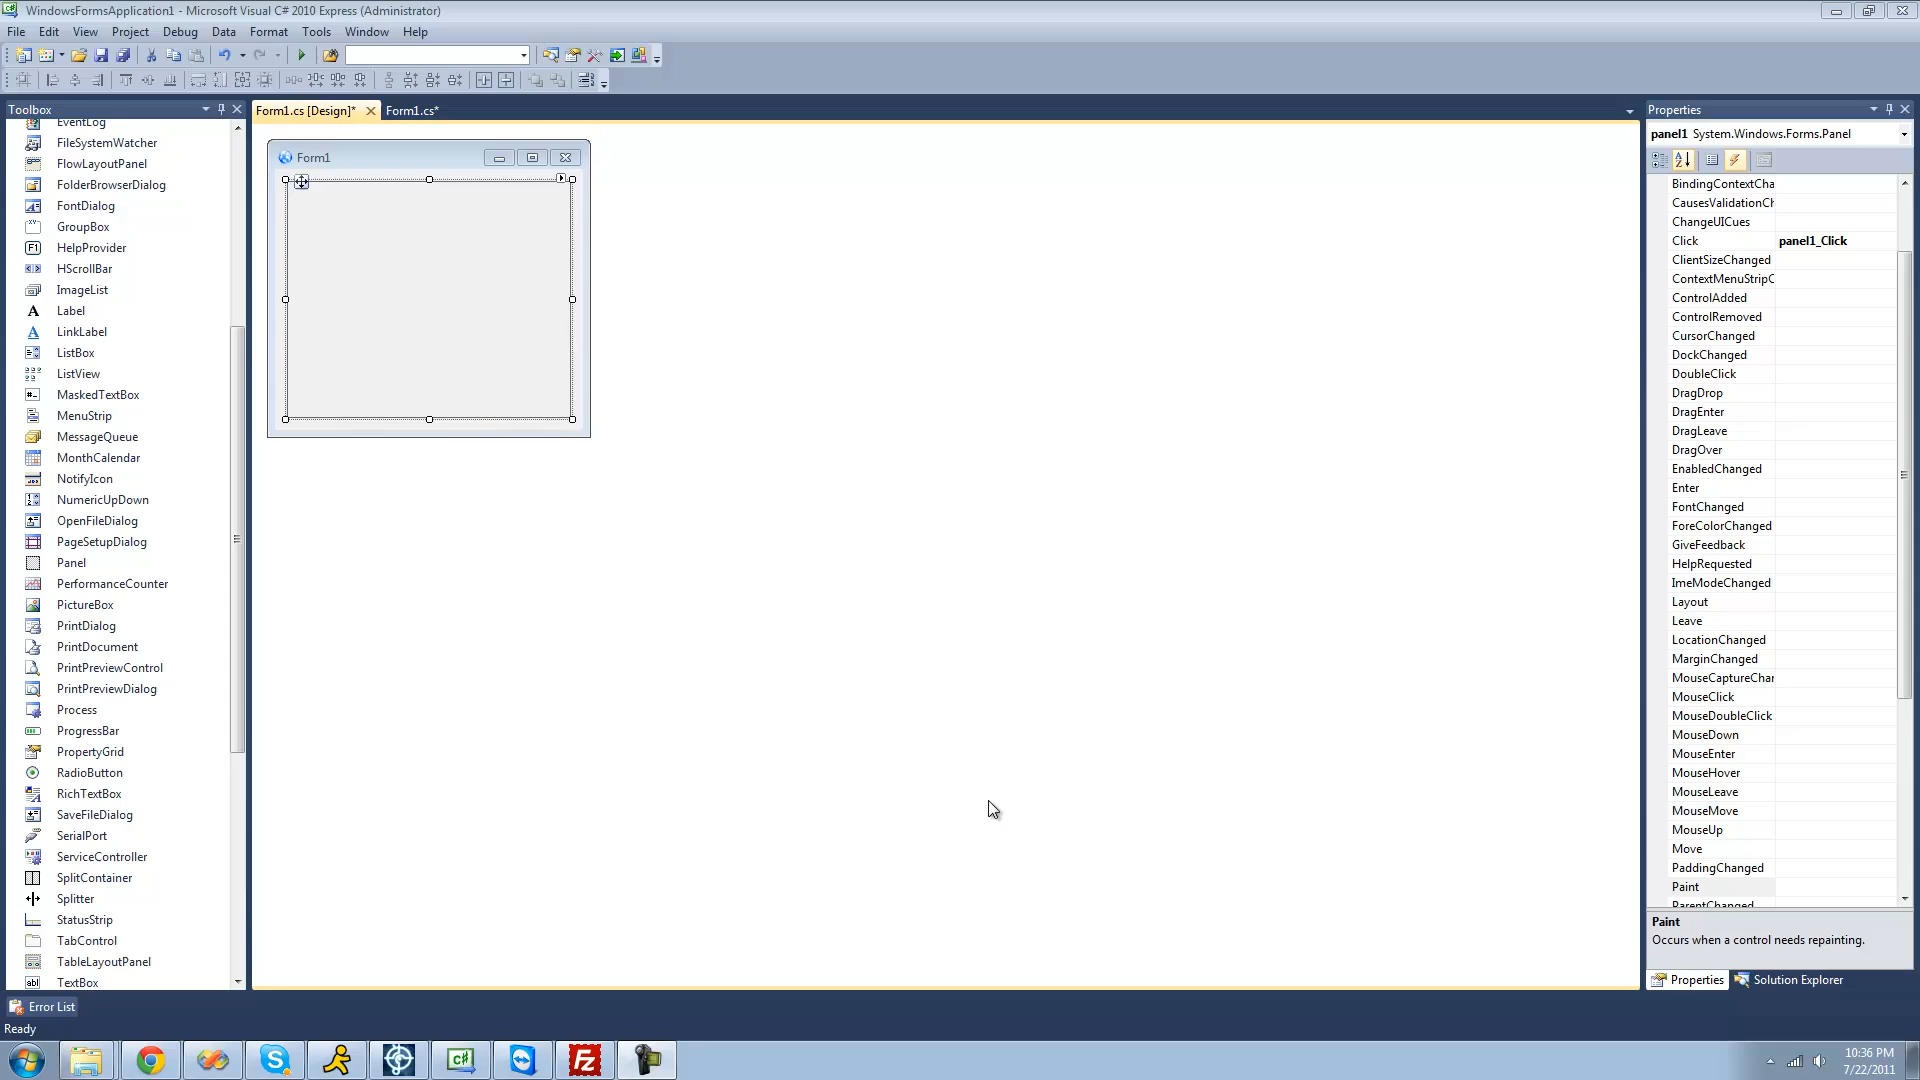 WindowsFormsApplication1 - Microsoft Visual C# 2010 Express (Administrator)
File Edit View Project Debug Data Format Tools Window Help
Toolbox
EventLog
FileSystemWatcher
FlowLayoutPanel
FolderBrowserDialog
FontDialog
GroupBox
HelpProvider
HScrollBar
ImageList
Label
LinkLabel
ListBox
ListView
MaskedTextBox
MenuStrip
MessageQueue
MonthCalendar
NotifyIcon
NumericUpDown
OpenFileDialog
PageSetupDialog
Panel
PerformanceCounter
PictureBox
PrintDialog
PrintDocument
PrintPreviewControl
PrintPreviewDialog
Process
ProgressBar
PropertyGrid
RadioButton
RichTextBox
SaveFileDialog
SerialPort
ServiceController
SplitContainer
Splitter
StatusStrip
TabControl
TableLayoutPanel
TextBox
Form1.cs [Design]* Form1.cs*
Form1
Properties
panel1 System.Windows.Forms.Panel
BindingContextCha
CausesValidationCh
ChangeUICues
Click panel1_Click
ClientSizeChanged
ContextMenuStripC
ControlAdded
ControlRemoved
CursorChanged
DockChanged
DoubleClick
DragDrop
DragEnter
DragLeave
DragOver
EnabledChanged
Enter
FontChanged
ForeColorChanged
GiveFeedback
HelpRequested
ImeModeChanged
Layout
Leave
LocationChanged
MarginChanged
MouseCaptureChar
MouseClick
MouseDoubleClick
MouseDown
MouseEnter
MouseHover
MouseLeave
MouseMove
MouseUp
Move
PaddingChanged
Paint
ParentChanged
Paint
Occurs when a control needs repainting.
Properties Solution Explorer
Error List
Ready
10:36 PM
7/22/2011